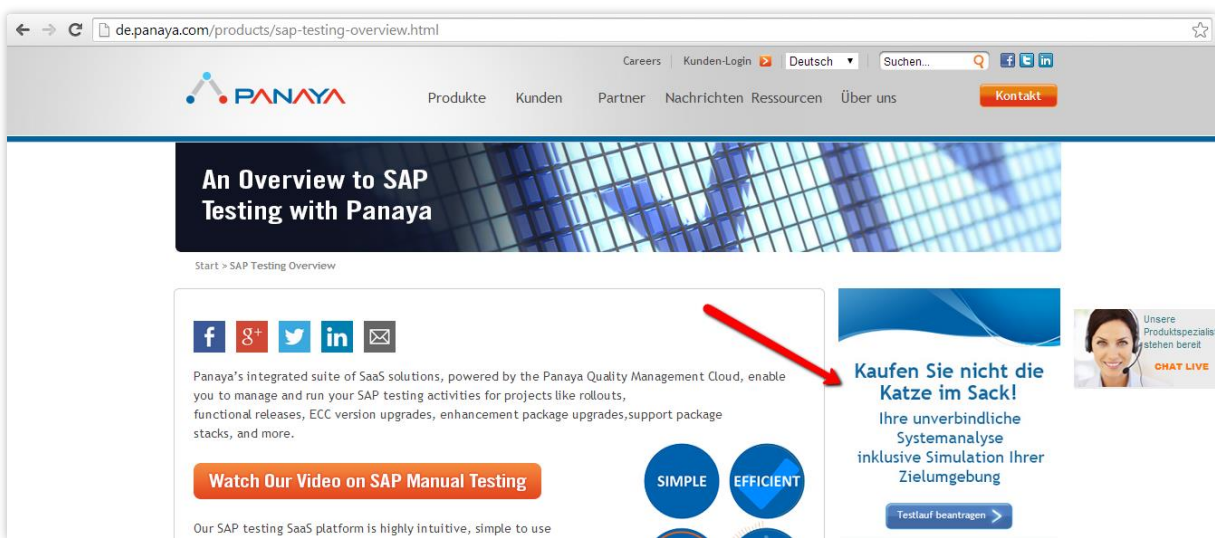 de.panaya.com/products/sap-testing-overview.html
Careers
Kunden-Login
Deutsch
Suchen...
PANAYA
Produkte
Kunden
Partner
Nachrichten
Ressourcen
Über uns
Kontakt
An Overview to SAP
Testing with Panaya
Start > SAP Testing Overview
Panaya's integrated suite of SaaS solutions, powered by the Panaya Quality Management Cloud, enable
you to manage and run your SAP testing activities for projects like rollouts,
functional releases, ECC version upgrades, enhancement package upgrades,support package
stacks, and more.
Watch Our Video on SAP Manual Testing
SIMPLE
EFFICIENT
Our SAP testing SaaS platform is highly intuitive, simple to use
Kaufen Sie nicht die
Katze im Sack!
Ihre unverbindliche
Systemanalyse
inklusive Simulation Ihrer
Zielumgebung
Testlauf beantragen
Unsere
Produktspezialis
stehen bereit
CHAT LIVE